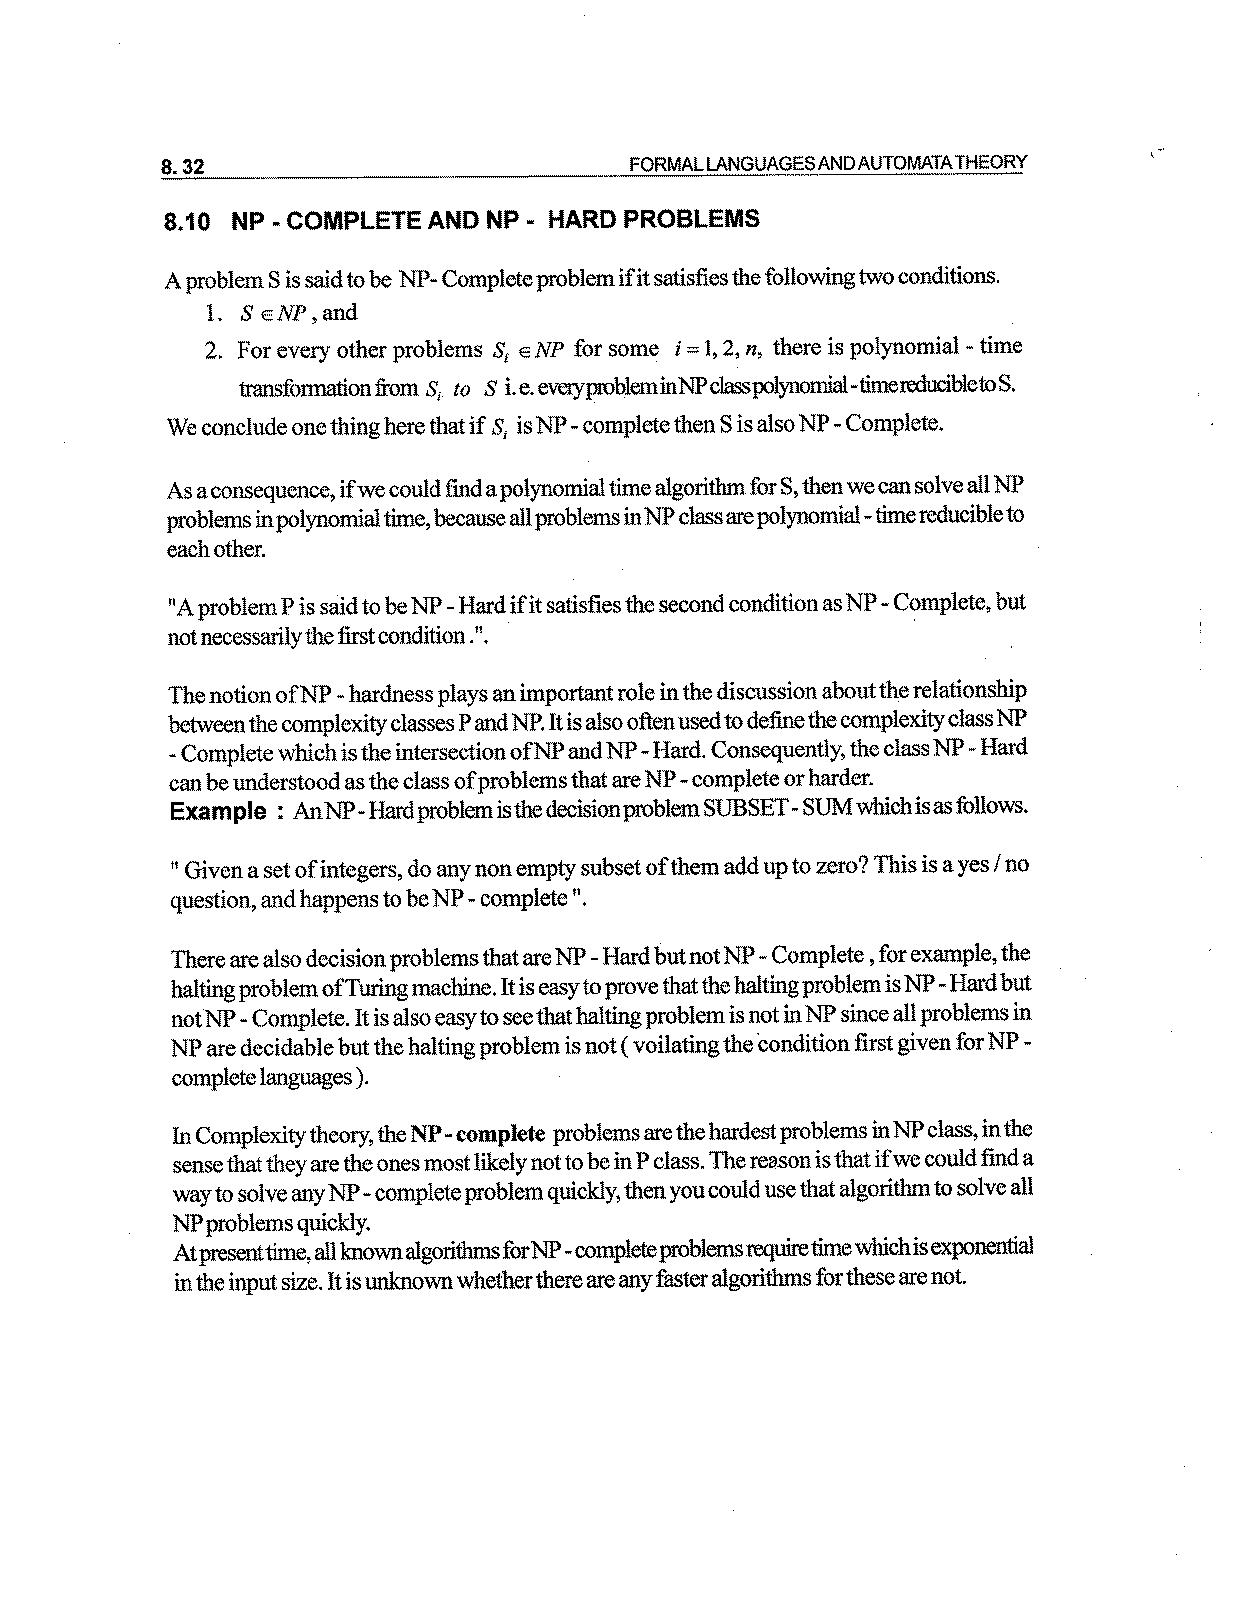 8.32 FORMAL LANGUAGES AND AUTOMATA THEORY
8.10 NP - COMPLETE AND NP - HARD PROBLEMS
A problem S is said to be NP- Complete problem if it satisfies the following two conditions.
1. S ∈ NP , and
2. For every other problems Sᵢ ∈ NP for some i = 1, 2, n, there is polynomial - time
transformation from Sᵢ to S i.e. every problem in NP class polynomial - time reducible to S.
We conclude one thing here that if Sᵢ is NP - complete then S is also NP - Complete.
As a consequence, if we could find a polynomial time algorithm for S, then we can solve all NP
problems in polynomial time, because all problems in NP class are polynomial - time reducible to
each other.
"A problem P is said to be NP - Hard if it satisfies the second condition as NP - Complete, but
not necessarily the first condition .".
The notion of NP - hardness plays an important role in the discussion about the relationship
between the complexity classes P and NP. It is also often used to define the complexity class NP
- Complete which is the intersection of NP and NP - Hard. Consequently, the class NP - Hard
can be understood as the class of problems that are NP - complete or harder.
Example : An NP - Hard problem is the decision problem SUBSET - SUM which is as follows.
" Given a set of integers, do any non empty subset of them add up to zero? This is a yes / no
question, and happens to be NP - complete ".
There are also decision problems that are NP - Hard but not NP - Complete , for example, the
halting problem of Turing machine. It is easy to prove that the halting problem is NP - Hard but
not NP - Complete. It is also easy to see that halting problem is not in NP since all problems in
NP are decidable but the halting problem is not ( voilating the condition first given for NP -
complete languages ).
In Complexity theory, the NP - complete problems are the hardest problems in NP class, in the
sense that they are the ones most likely not to be in P class. The reason is that if we could find a
way to solve any NP - complete problem quickly, then you could use that algorithm to solve all
NP problems quickly.
At present time, all known algorithms for NP - complete problems require time which is exponential
in the input size. It is unknown whether there are any faster algorithms for these are not.